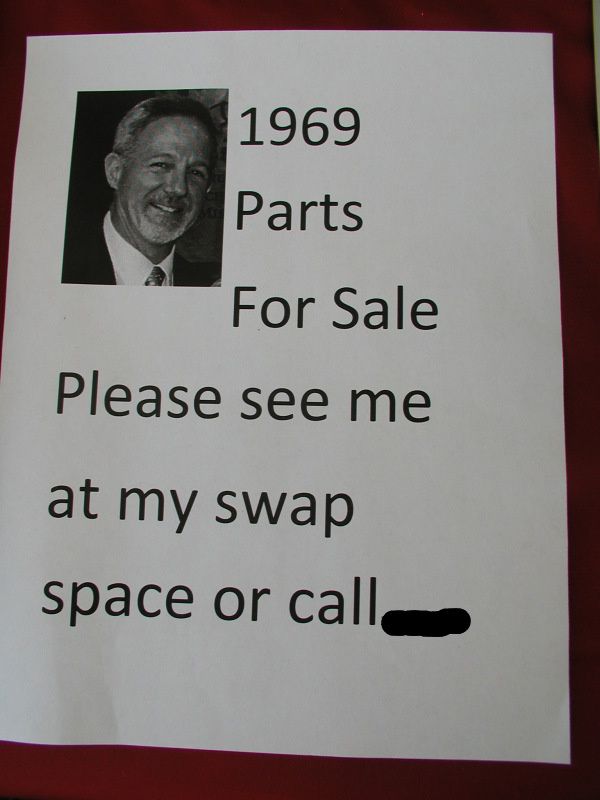 1969
Parts
For Sale
Please see me
at my swap
space or call